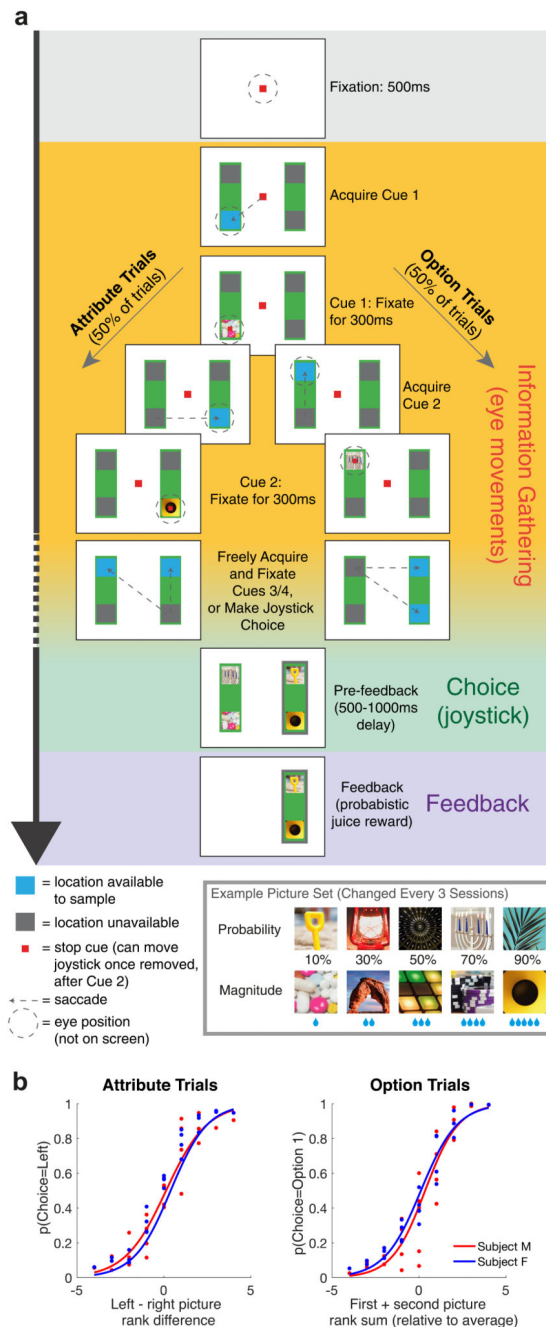 a
Fixation: 500ms
Acquire Cue 1
Attribute Trials
(50% of trials)
Option Trials
(50% of trials)
Cue 1: Fixate
for 300ms
Acquire
Cue 2
Cue 2:
Fixate for 300ms
Information Gathering
(eye movements)
Freely Acquire
and Fixate
Cues 3/4,
or Make Joystick
Choice
Pre-feedback
(500-1000ms
delay)
Choice
(joystick)
Feedback
(probabistic
juice reward)
Feedback
= location available
to sample
= location unavailable
= stop cue (can move
joystick once removed,
after Cue 2)
= saccade
= eye position
(not on screen)
Example Picture Set (Changed Every 3 Sessions)
Probability
10% 30% 50% 70% 90%
Magnitude
b
Attribute Trials
p(Choice=Left)
1
0.8
0.6
0.4
0.2
0
-5 0 5
Left - right picture
rank difference
Option Trials
p(Choice=Option 1)
1
0.8
0.6
0.4
0.2
0
Subject M
Subject F
-5 0 5
First + second picture
rank sum (relative to average)